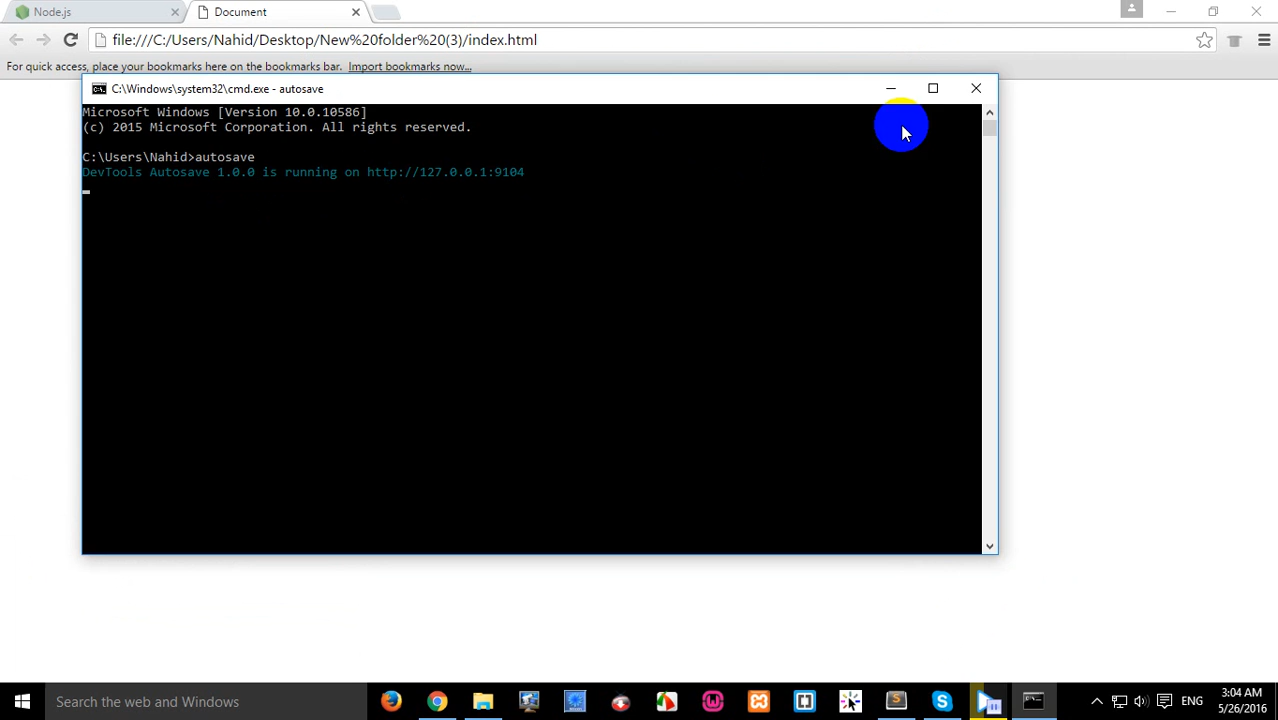 Node.js
Document
file:///C:/Users/Nahid/Desktop/New%20folder%20(3)/index.html
For quick access, place your bookmarks here on the bookmarks bar. Import bookmarks now...
C:\Windows\system32\cmd.exe - autosave
Microsoft Windows [Version 10.0.10586]
(c) 2015 Microsoft Corporation. All rights reserved.
C:\Users\Nahid>autosave
DevTools Autosave 1.0.0 is running on http://127.0.0.1:9104
Search the web and Windows
ENG
3:04 AM
5/26/2016